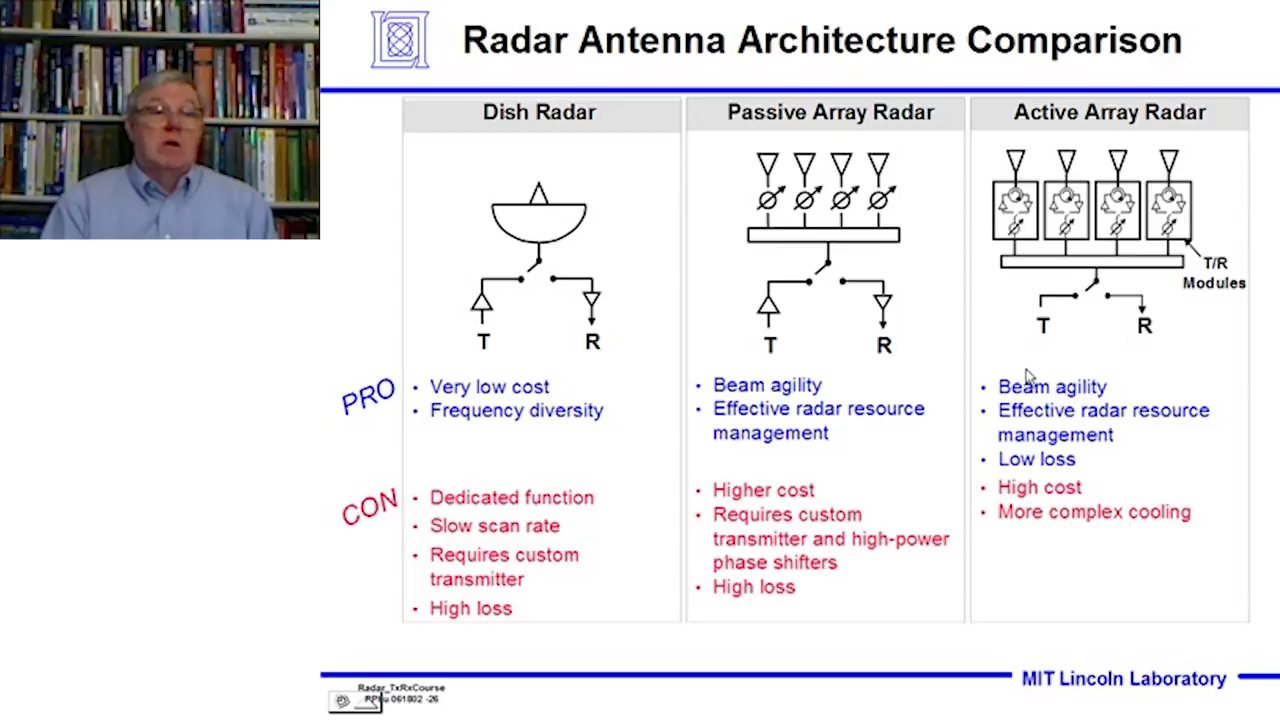 Radar Antenna Architecture Comparison
Dish Radar
T R
PRO
• Very low cost
• Frequency diversity
CON
• Dedicated function
• Slow scan rate
• Requires custom
transmitter
• High loss
Passive Array Radar
T R
• Beam agility
• Effective radar resource
management
• Higher cost
• Requires custom
transmitter and high-power
phase shifters
• High loss
Active Array Radar
T/R
Modules
T R
• Beam agility
• Effective radar resource
management
• Low loss
• High cost
• More complex cooling
MIT Lincoln Laboratory
Radar_TxRxCourse
061802 -26